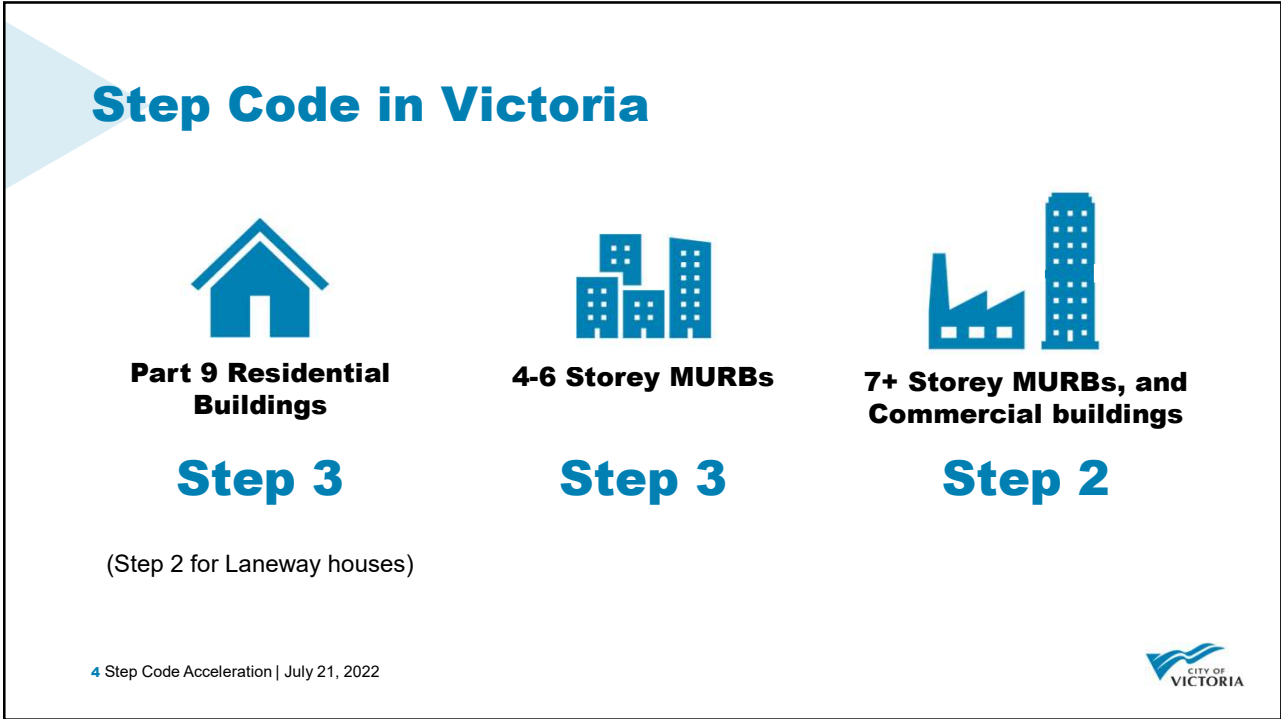 Step Code in Victoria
Part 9 Residential
Buildings
Step 3
(Step 2 for Laneway houses)
4-6 Storey MURBs
Step 3
7+ Storey MURBs, and
Commercial buildings
Step 2
4 Step Code Acceleration | July 21, 2022
CITY OF
VICTORIA